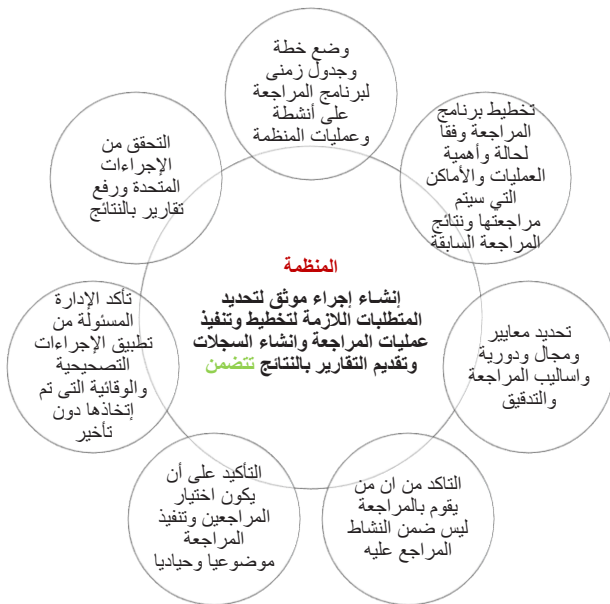 وضع خطة
وجدول زمنى
لبرنامج المراجعة
على أنشطة
وعمليات المنظمة
تخطيط برنامج
المراجعة وفقا
لحالة وأهمية
العمليات والأماكن
التي سيتم
مراجعتها ونتائج
المراجعة السابقة
تحديد معايير
ومجال ودورية
واساليب المراجعة
والتدقيق
التاكد من ان من
يقوم بالمراجعة
ليس ضمن النشاط
المراجع عليه
التأكيد على أن
يكون اختيار
المراجعين وتنفيذ
المراجعة
موضوعيا وحياديا
تأكد الإدارة
المسئولة من
تطبيق الإجراءات
التصحيحية
والوقائية التى تم
إتخاذها دون
تأخير
التحقق من
الإجراءات
المتحدة ورفع
تقارير بالنتائج
المنظمة
إنشاء إجراء موثق لتحديد
المتطلبات اللازمة لتخطيط وتنفيذ
عمليات المراجعة وانشاء السجلات
وتقديم التقارير بالنتائج تتضمن